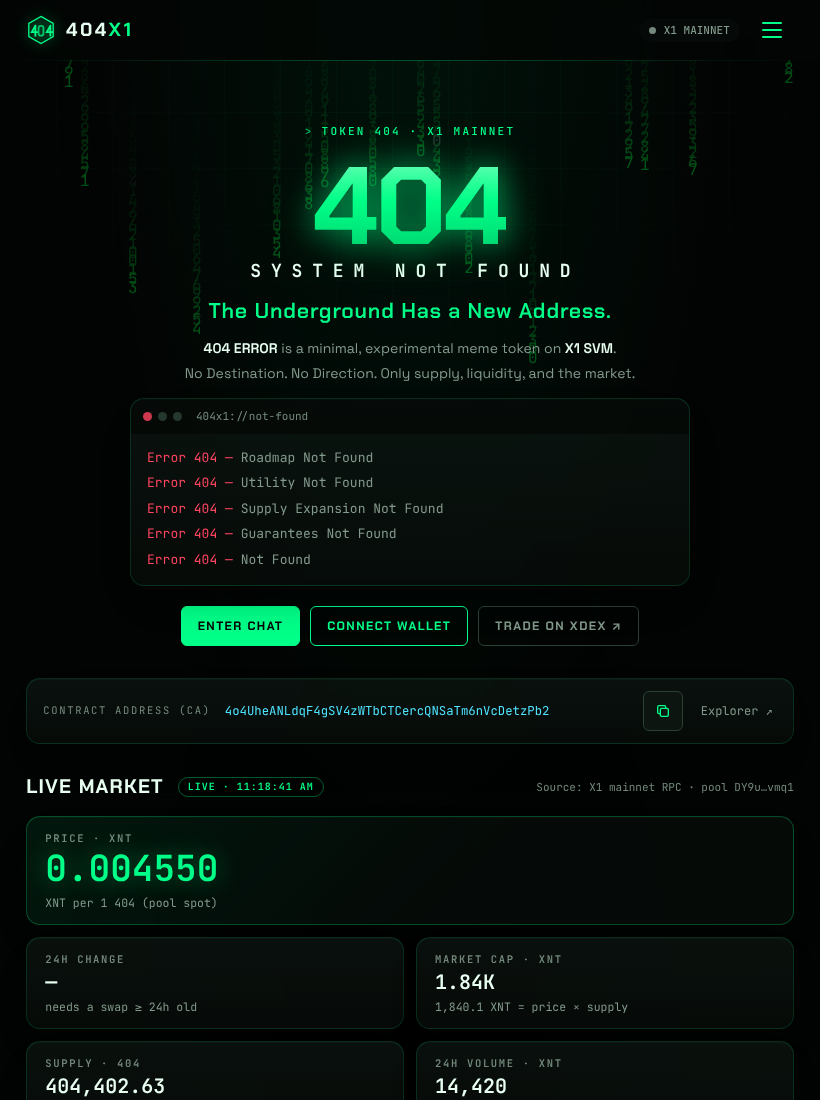 404 404X1
X1 MAINNET
> TOKEN 404 · X1 MAINNET
404
SYSTEM NOT FOUND
The Underground Has a New Address.
404 ERROR is a minimal, experimental meme token on X1 SVM.
No Destination. No Direction. Only supply, liquidity, and the market.
404x1://not-found
Error 404 — Roadmap Not Found
Error 404 — Utility Not Found
Error 404 — Supply Expansion Not Found
Error 404 — Guarantees Not Found
Error 404 — Not Found
ENTER CHAT
CONNECT WALLET
TRADE ON XDEX ↗
CONTRACT ADDRESS (CA) 4o4UheANLdqF4gSV4zWTbCTCercQNSaTm6nVcDetzPb2
Explorer ↗
LIVE MARKET
LIVE · 11:18:41 AM
Source: X1 mainnet RPC · pool DY9u…vmq1
PRICE · XNT
0.004550
XNT per 1 404 (pool spot)
24H CHANGE
—
needs a swap ≥ 24h old
MARKET CAP · XNT
1.84K
1,840.1 XNT = price × supply
SUPPLY · 404
404,402.63
24H VOLUME · XNT
14,420